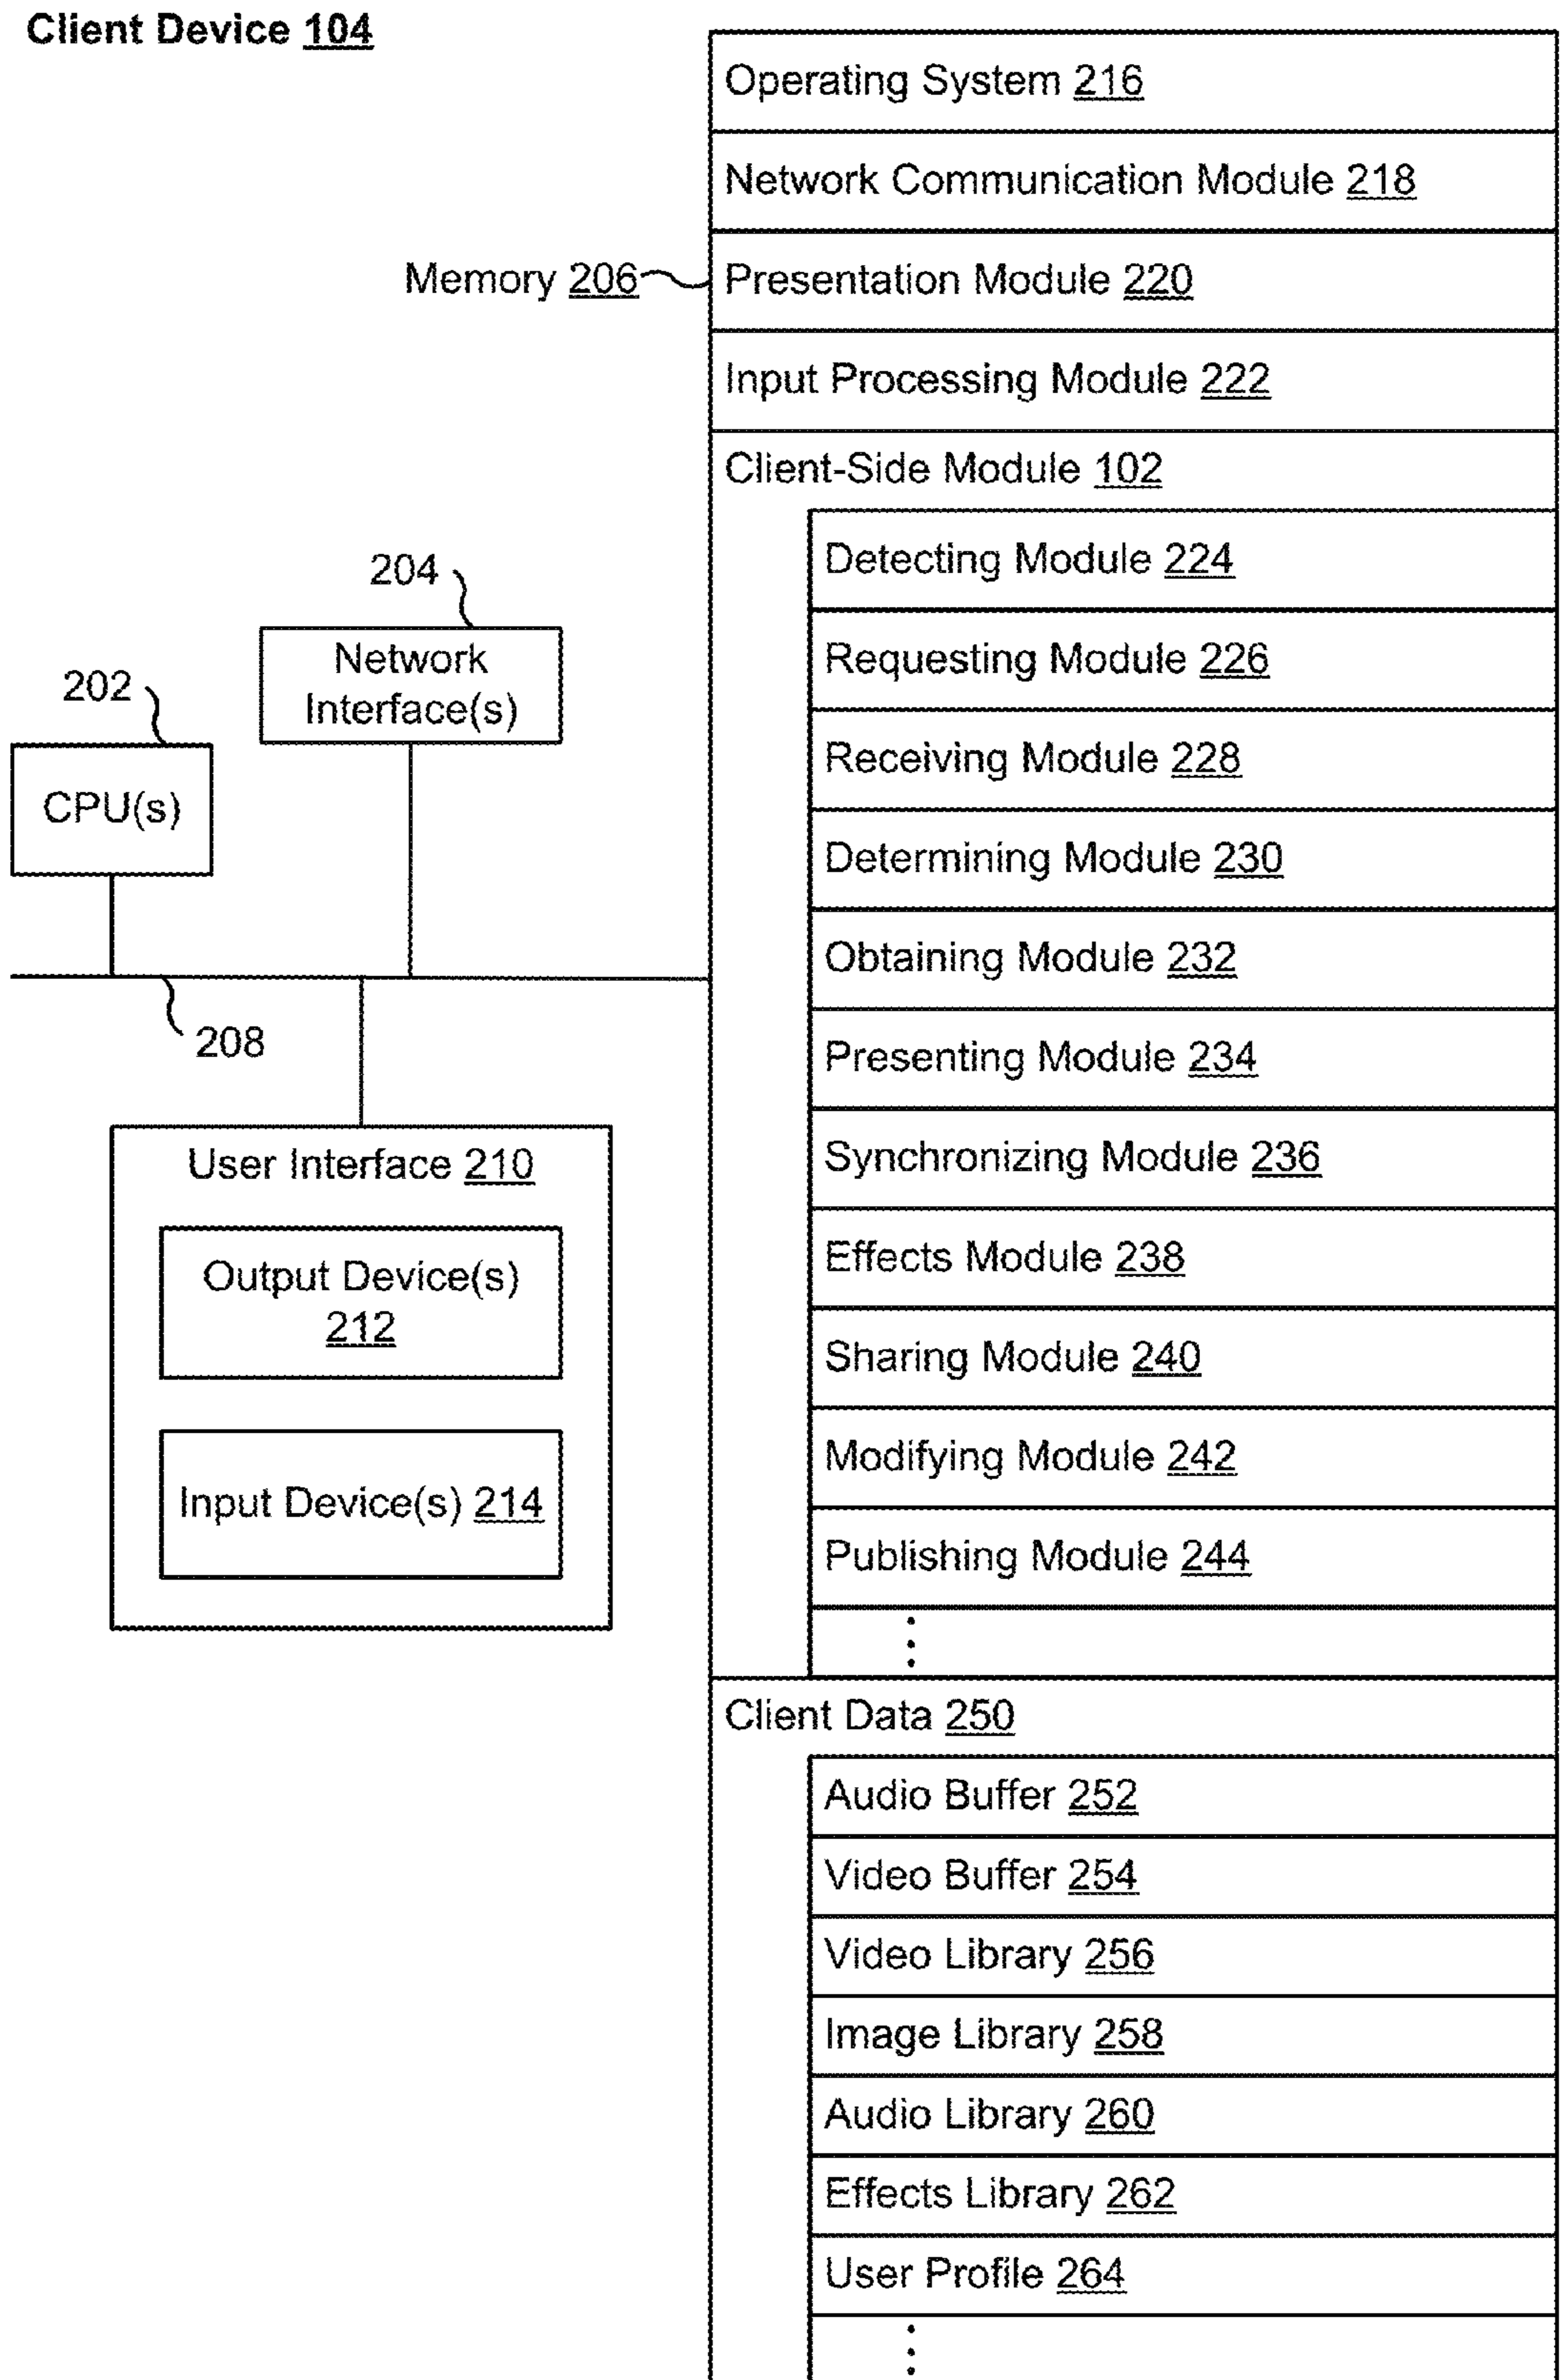 Client Device 104
Operating System 216
Network Communication Module 218
Memory 206
Presentation Module 220
Input Processing Module 222
Client-Side Module 102
Detecting Module 224
Requesting Module 226
Receiving Module 228
Determining Module 230
Obtaining Module 232
Presenting Module 234
Synchronizing Module 236
Effects Module 238
Sharing Module 240
Modifying Module 242
Publishing Module 244
Client Data 250
Audio Buffer 252
Video Buffer 254
Video Library 256
Image Library 258
Audio Library 260
Effects Library 262
User Profile 264
204
Network
Interface(s)
202
CPU(s)
208
User Interface 210
Output Device(s)
212
Input Device(s) 214